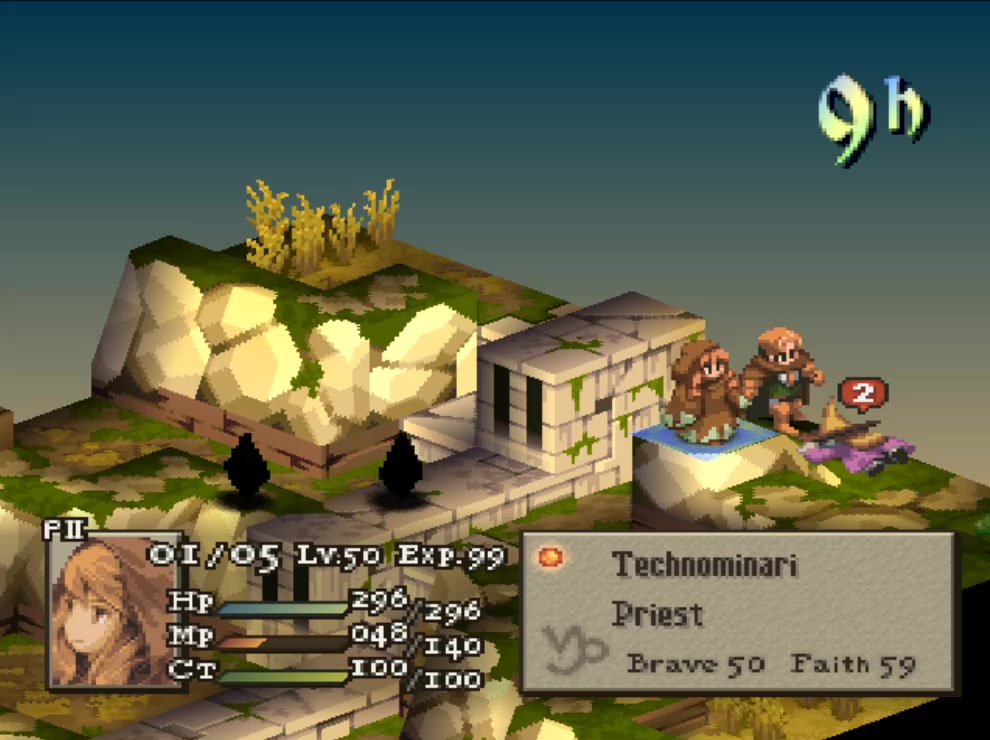 9h
2
PII
01/05 Lv.50 Exp.99
Hp 296/296
Mp 048/140
CT 100/100
Technominari
Priest
Brave 50 Faith 59